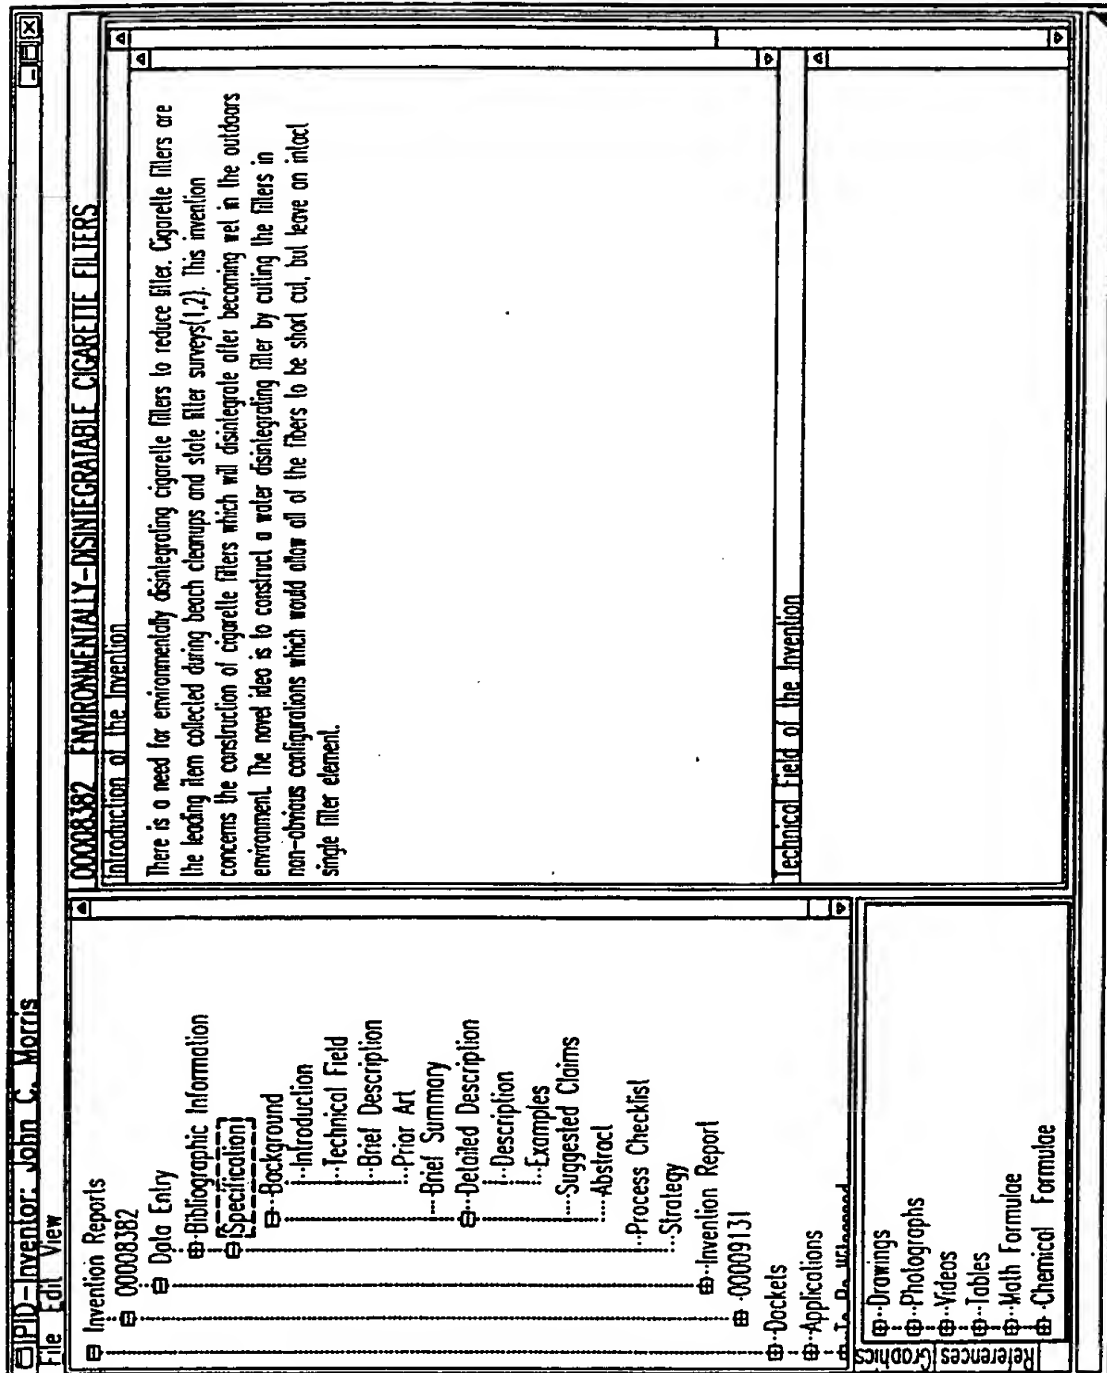 IPID-Inventor: John C. Morris
File Edit View
Invention Reports
00008382
Data Entry
Bibliographic Information
Specification
Background
Introduction
Technical Field
Brief Description
Prior Art
Brief Summary
Detailed Description
Description
Examples
Suggested Claims
Abstract
Process Checklist
Strategy
Invention Report
00009131
Dockets
Applications
To Be Witnessed
Graphics
References
Drawings
Photographs
Videos
Tables
Math Formulae
Chemical Formulae
00008382 ENVIRONMENTALLY-DISINTEGRATABLE CIGARETTE FILTERS
Introduction of the Invention
There is a need for environmentally disintegrating cigarette filters to reduce litter. Cigarette filters are
the leading item collected during beach cleanups and state litter surveys(1,2). This invention
concerns the construction of cigarette filters which will disintegrate after becoming wet in the outdoors
environment. The novel idea is to construct a water disintegrating filter by cutting the filters in
non-obvious configurations which would allow all of the fibers to be short cut, but leave an intact
single filter element.
Technical Field of the Invention